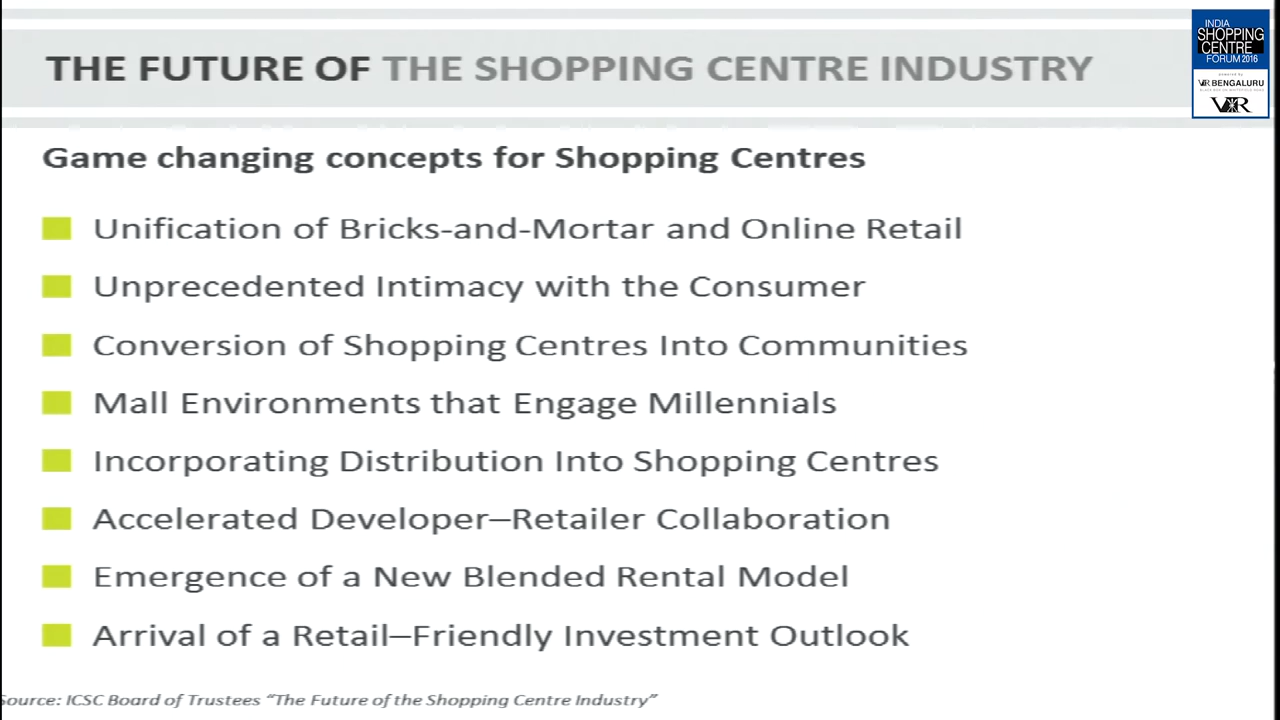 THE FUTURE OF THE SHOPPING CENTRE INDUSTRY
INDIA
SHOPPING
CENTRE
FORUM 2016
powered by
VR BENGALURU
VR
Game changing concepts for Shopping Centres
Unification of Bricks-and-Mortar and Online Retail
Unprecedented Intimacy with the Consumer
Conversion of Shopping Centres Into Communities
Mall Environments that Engage Millennials
Incorporating Distribution Into Shopping Centres
Accelerated Developer–Retailer Collaboration
Emergence of a New Blended Rental Model
Arrival of a Retail–Friendly Investment Outlook
Source: ICSC Board of Trustees “The Future of the Shopping Centre Industry”